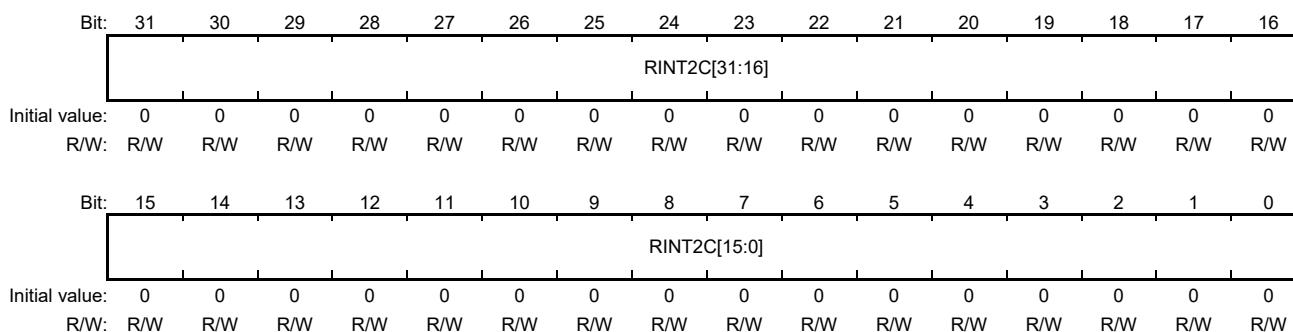 Bit: 31 30 29 28 27 26 25 24 23 22 21 20 19 18 17 16
RINT2C[31:16]
Initial value: 0 0 0 0 0 0 0 0 0 0 0 0 0 0 0 0
R/W: R/W R/W R/W R/W R/W R/W R/W R/W R/W R/W R/W R/W R/W R/W R/W R/W
Bit: 15 14 13 12 11 10 9 8 7 6 5 4 3 2 1 0
RINT2C[15:0]
Initial value: 0 0 0 0 0 0 0 0 0 0 0 0 0 0 0 0
R/W: R/W R/W R/W R/W R/W R/W R/W R/W R/W R/W R/W R/W R/W R/W R/W R/W